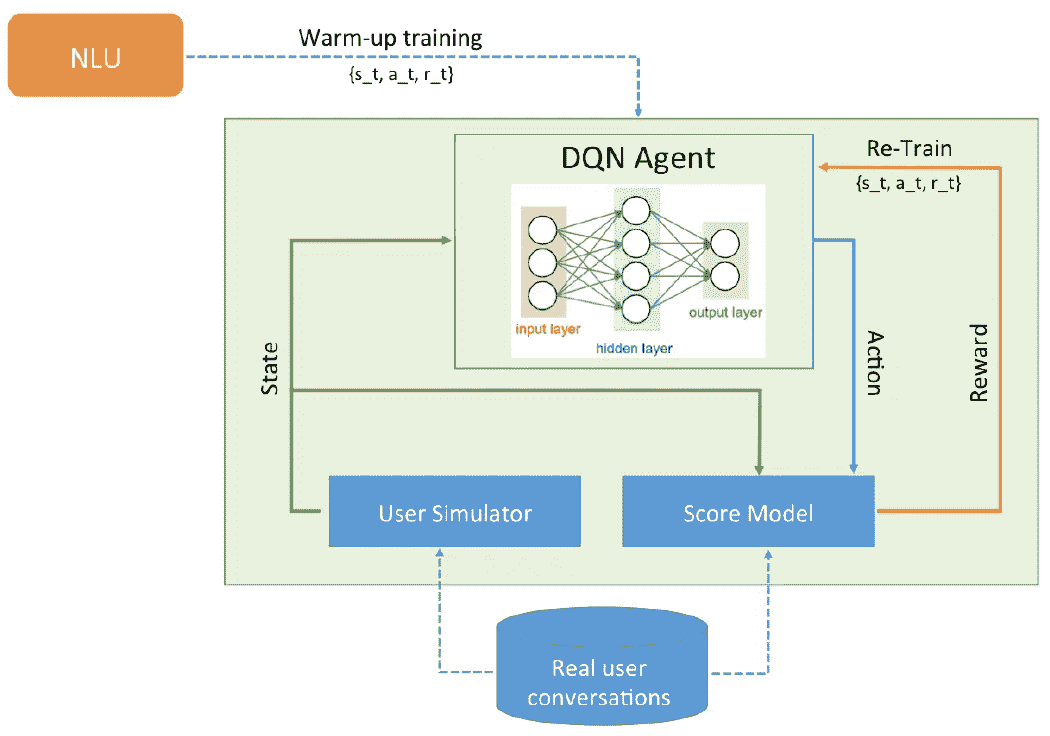 NLU
Warm-up training
{s_t, a_t, r_t}
DQN Agent
Re-Train
{s_t, a_t, r_t}
input layer
hidden layer
output layer
State
Action
Reward
User Simulator
Score Model
Real user
conversations